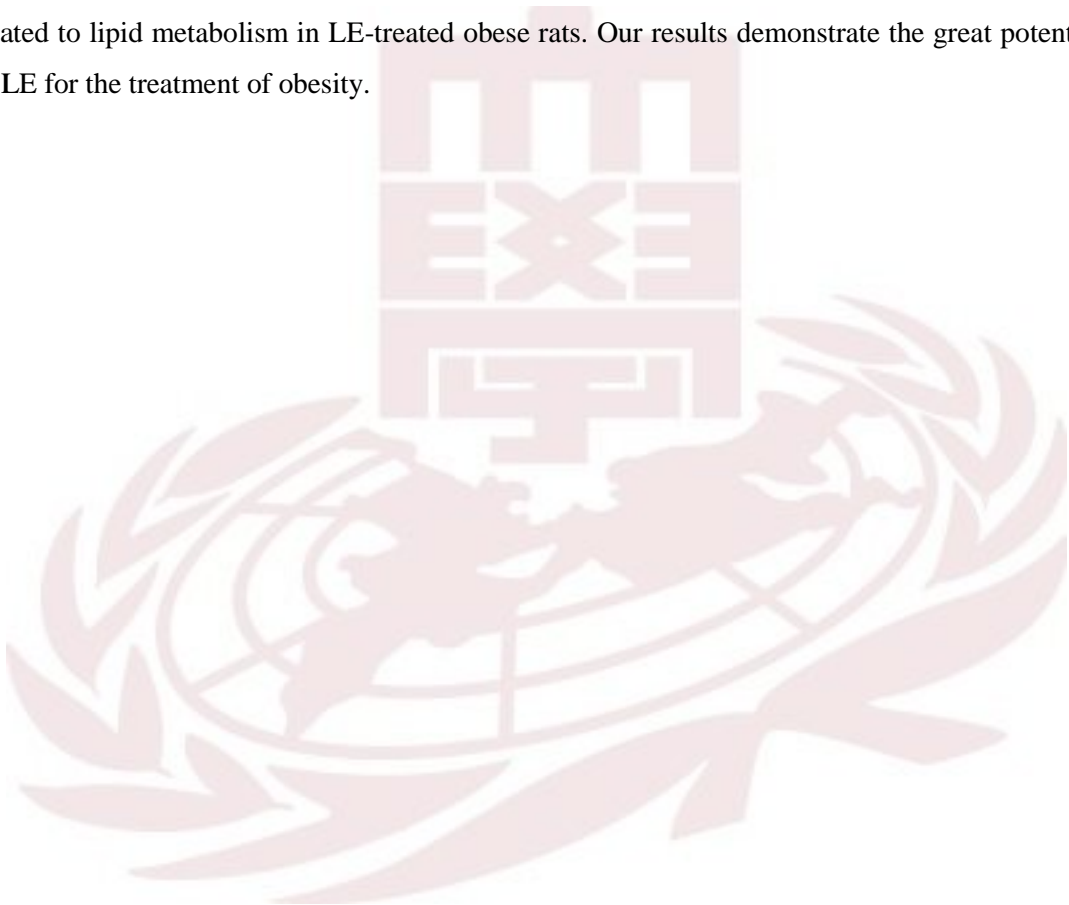 ated to lipid metabolism in LE-treated obese rats. Our results demonstrate the great potent
LE for the treatment of obesity.